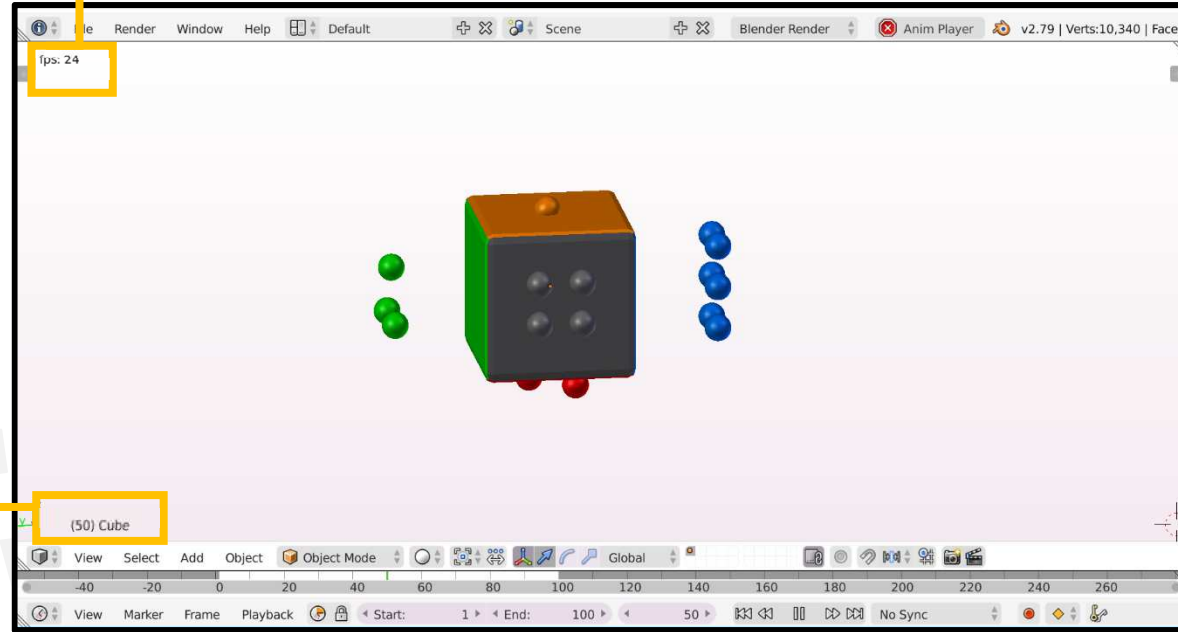 Render Window Help Default Scene Blender Render Anim Player v2.79 | Verts:10,340 | Face
fps: 24
(50) Cube
View Select Add Object Object Mode Global
-40 -20 0 20 40 60 80 100 120 140 160 180 200 220 240 260
View Marker Frame Playback Start: 1 End: 100 50 No Sync